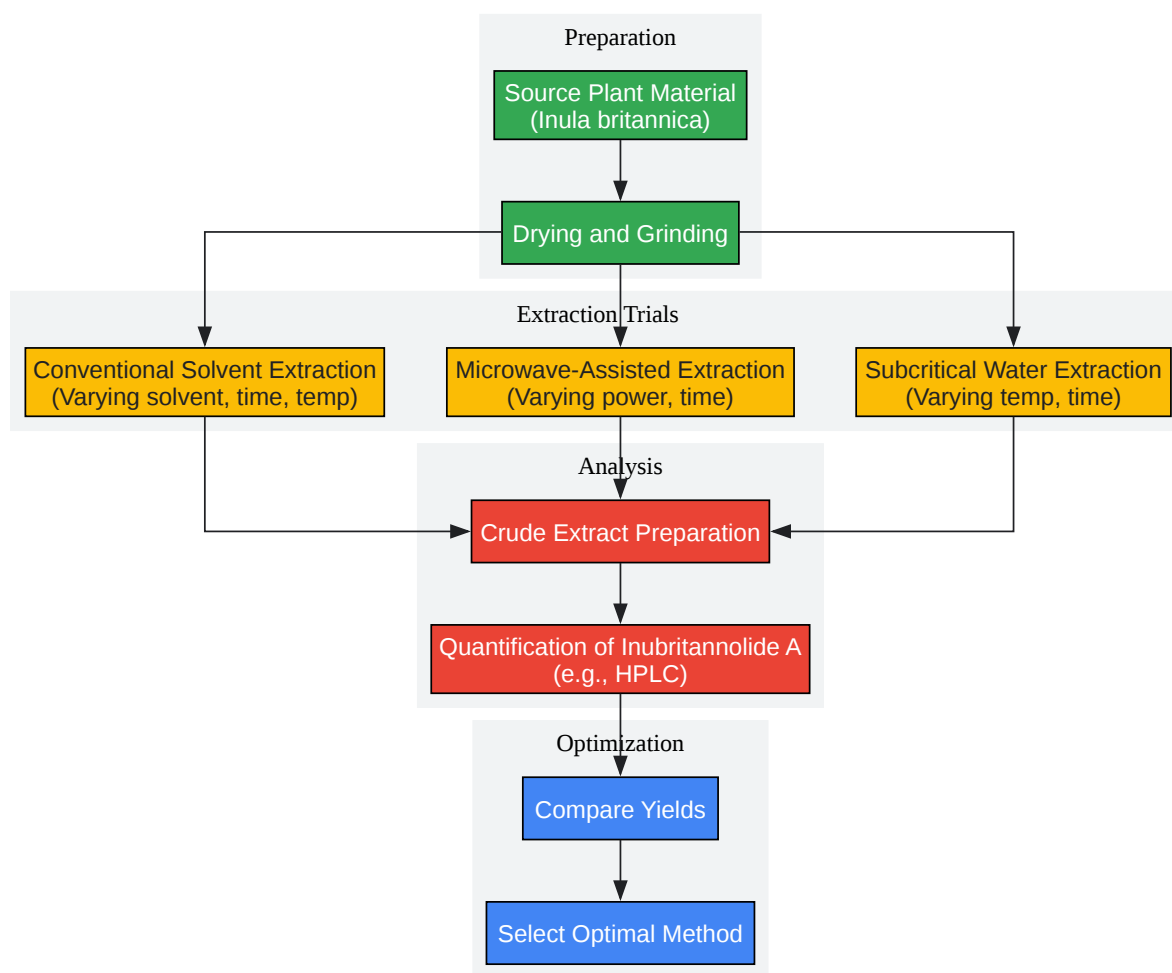 Preparation
Source Plant Material
(Inula britannica)
Drying and Grinding
Extraction Trials
Conventional Solvent Extraction
(Varying solvent, time, temp)
Microwave-Assisted Extraction
(Varying power, time)
Subcritical Water Extraction
(Varying temp, time)
Analysis
Crude Extract Preparation
Quantification of Inubritannolide A
(e.g., HPLC)
Optimization
Compare Yields
Select Optimal Method